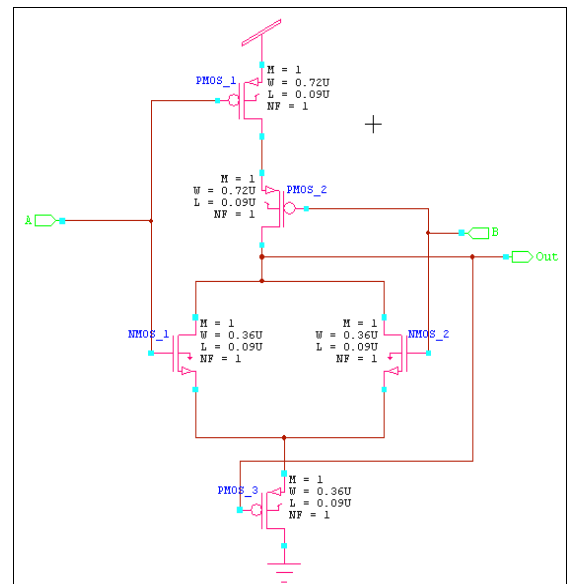 M = 1
PMOS_1
W = 0.72U
L = 0.09U
NF = 1
M = 1
W = 0.72U
PMOS_2
L = 0.09U
NF = 1
A
B
Out
M = 1
NMOS_1
W = 0.36U
L = 0.09U
NF = 1
M = 1
W = 0.36U
NMOS_2
L = 0.09U
NF = 1
M = 1
PMOS_3
W = 0.36U
L = 0.09U
NF = 1